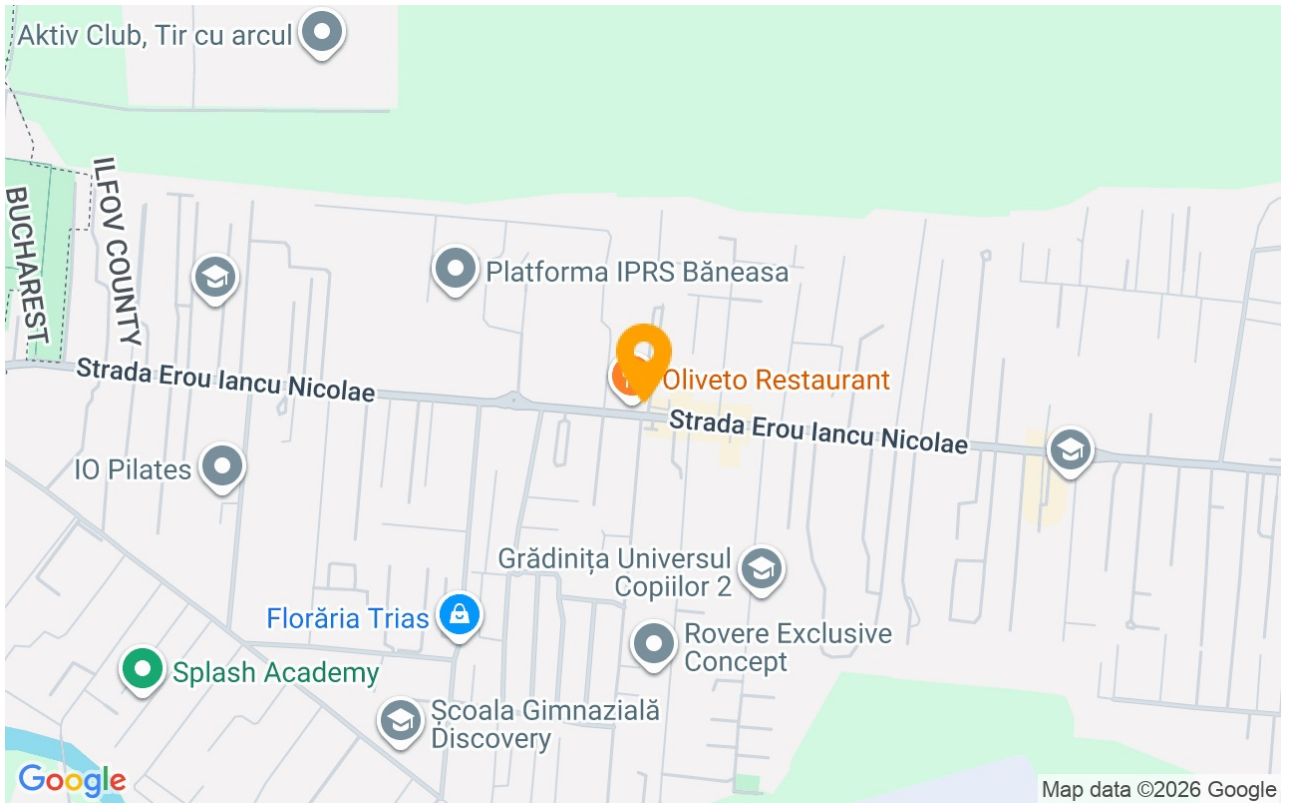 Aktiv Club, Tir cu arcul
ILFOV COUNTY
BUCHAREST
Platforma IPRS Băneasa
Strada Erou Iancu Nicolae
Oliveto Restaurant
Strada Erou Iancu Nicolae
IO Pilates
Grădinița Universul
Copiilor 2
Florăria Trias
Rovere Exclusive
Concept
Splash Academy
Școala Gimnazială
Discovery
Google
Map data ©2026 Google